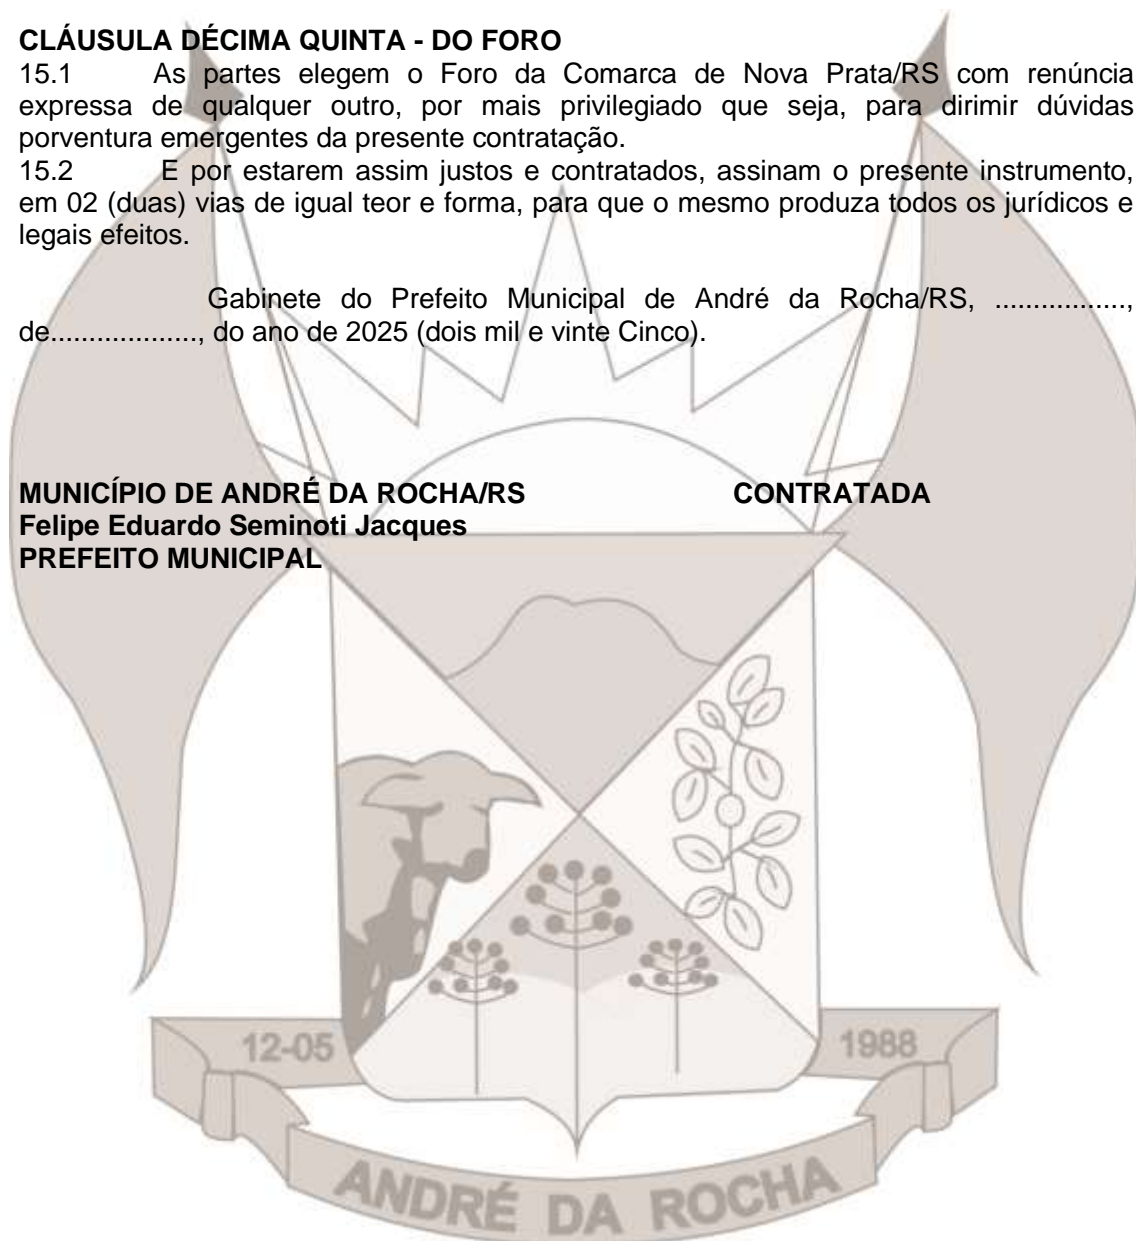 CLÁUSULA DÉCIMA QUINTA - DO FORO
15.1 As partes elegem o Foro da Comarca de Nova Prata/RS com renúncia
expressa de qualquer outro, por mais privilegiado que seja, para dirimir dúvidas
porventura emergentes da presente contratação.
15.2 E por estarem assim justos e contratados, assinam o presente instrumento,
em 02 (duas) vias de igual teor e forma, para que o mesmo produza todos os jurídicos e
legais efeitos.
Gabinete do Prefeito Municipal de André da Rocha/RS, .................,
de..................., do ano de 2025 (dois mil e vinte Cinco).
MUNICÍPIO DE ANDRÉ DA ROCHA/RS CONTRATADA
Felipe Eduardo Seminoti Jacques
PREFEITO MUNICIPAL
12-05 1988
ANDRÉ DA ROCHA